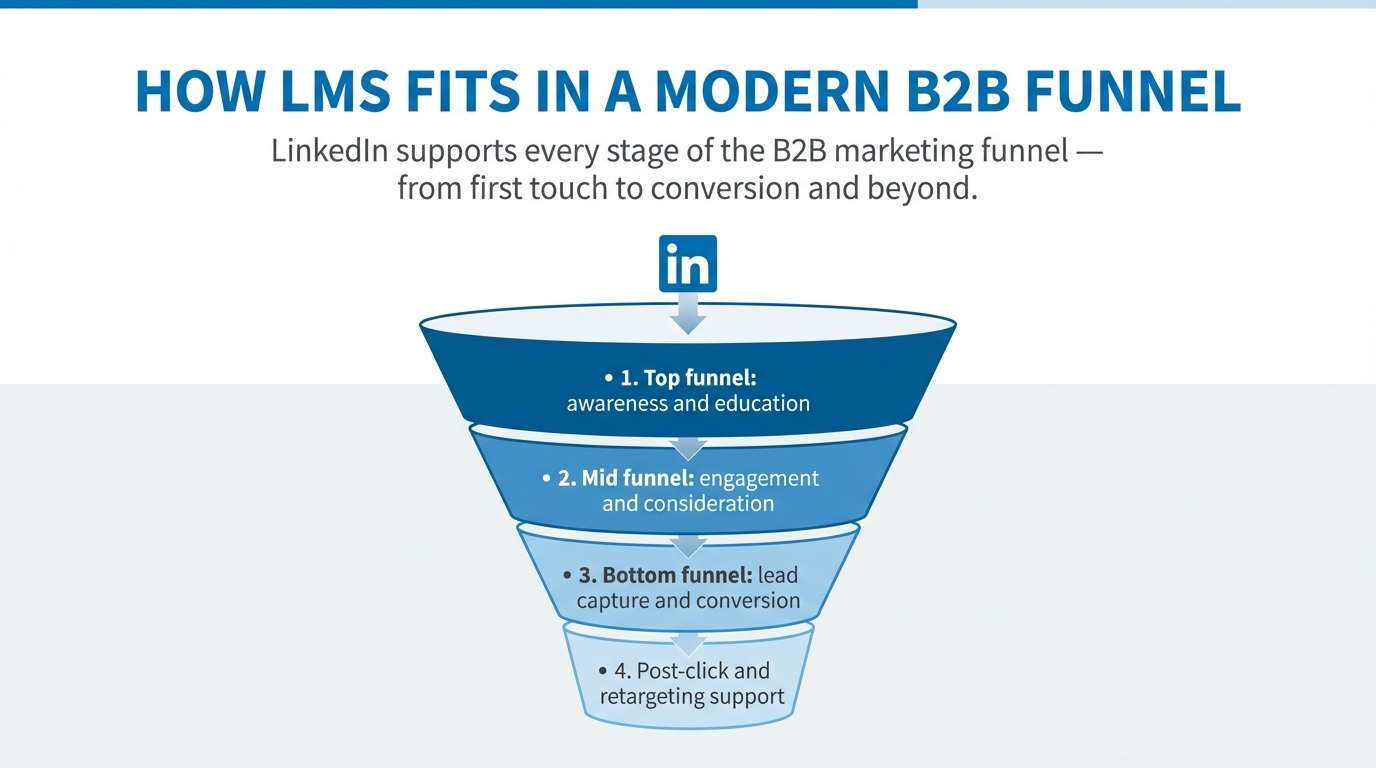 HOW LMS FITS IN A MODERN B2B FUNNEL
LinkedIn supports every stage of the B2B marketing funnel —
from first touch to conversion and beyond.
in
• 1. Top funnel:
awareness and education
• 2. Mid funnel: engagement
and consideration
• 3. Bottom funnel: lead
capture and conversion
• 4. Post-click and
retargeting support